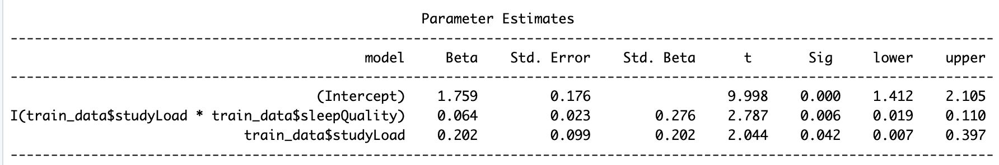 Parameter Estimates
-----------------------------------------------------------------------------------------------------------------------------
model Beta Std. Error Std. Beta t Sig lower upper
-----------------------------------------------------------------------------------------------------------------------------
(Intercept) 1.759 0.176 9.998 0.000 1.412 2.105
I(train_data$studyLoad * train_data$sleepQuality) 0.064 0.023 0.276 2.787 0.006 0.019 0.110
train_data$studyLoad 0.202 0.099 0.202 2.044 0.042 0.007 0.397
-----------------------------------------------------------------------------------------------------------------------------